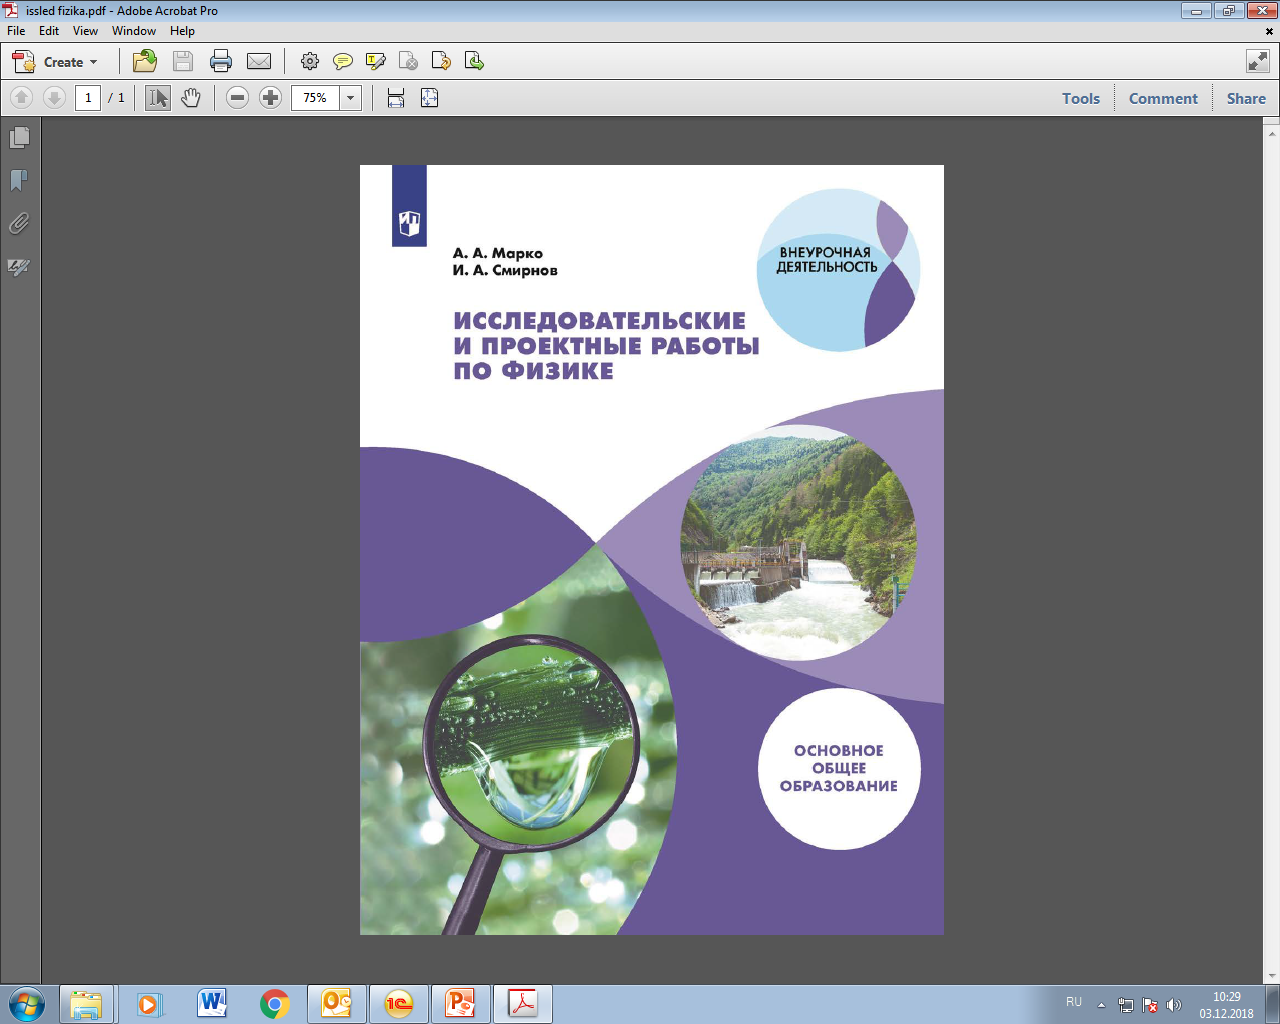 issled fizika.pdf - Adobe Acrobat Pro
File Edit View Window Help
Create
1 / 1 75% Tools Comment Share
ИП
А. А. Марко
И. А. Смирнов
ВНЕУРОЧНАЯ
ДЕЯТЕЛЬНОСТЬ
ИССЛЕДОВАТЕЛЬСКИЕ
И ПРОЕКТНЫЕ РАБОТЫ
ПО ФИЗИКЕ
ОСНОВНОЕ
ОБЩЕЕ
ОБРАЗОВАНИЕ
RU
10:29
03.12.2018